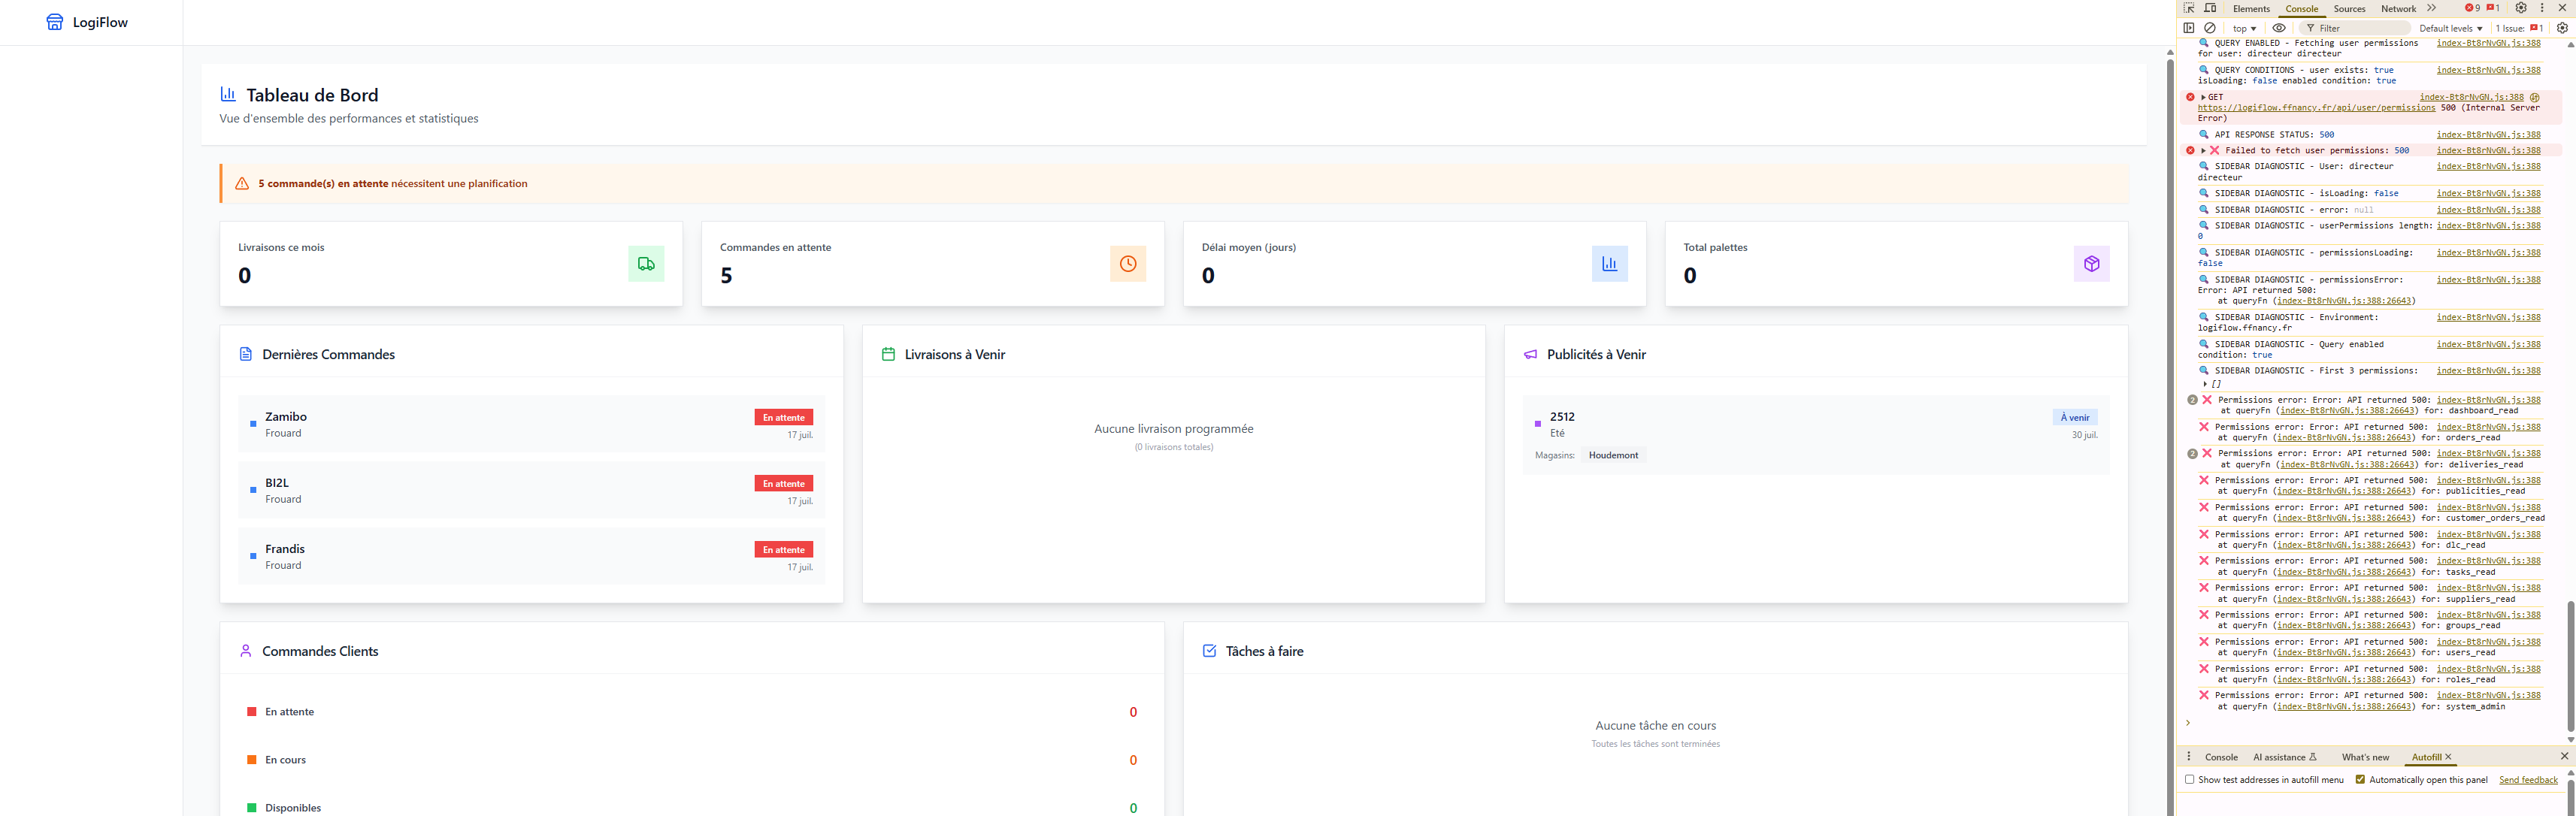 LogiFlow
Tableau de Bord
Vue d'ensemble des performances et statistiques
5 commande(s) en attente nécessitent une planification
Livraisons ce mois
0
Commandes en attente
5
Délai moyen (jours)
0
Total palettes
0
Dernières Commandes
Zamibo
En attente
Frouard
17 juil.
BI2L
En attente
Frouard
17 juil.
Frandis
En attente
Frouard
17 juil.
Livraisons à Venir
Aucune livraison programmée
(0 livraisons totales)
Publicités à Venir
2512
À venir
Eté
30 juil.
Magasins: Houdemont
Commandes Clients
En attente 0
En cours 0
Disponibles 0
Tâches à faire
Aucune tâche en cours
Toutes les tâches sont terminées
Elements Console Sources Network 9 1
top Filter Default levels 1 Issue: 1
QUERY ENABLED - Fetching user permissions index-Bt8rNvGN.js:388
for user: directeur directeur
QUERY CONDITIONS - user exists: true index-Bt8rNvGN.js:388
isLoading: false enabled condition: true
GET index-Bt8rNvGN.js:388
https://logiflow.ffnancy.fr/api/user/permissions 500 (Internal Server
Error)
API RESPONSE STATUS: 500 index-Bt8rNvGN.js:388
Failed to fetch user permissions: 500 index-Bt8rNvGN.js:388
SIDEBAR DIAGNOSTIC - User: directeur index-Bt8rNvGN.js:388
directeur
SIDEBAR DIAGNOSTIC - isLoading: false index-Bt8rNvGN.js:388
SIDEBAR DIAGNOSTIC - error: null index-Bt8rNvGN.js:388
SIDEBAR DIAGNOSTIC - userPermissions length: index-Bt8rNvGN.js:388
0
SIDEBAR DIAGNOSTIC - permissionsLoading: index-Bt8rNvGN.js:388
false
SIDEBAR DIAGNOSTIC - permissionsError: index-Bt8rNvGN.js:388
Error: API returned 500:
at queryFn (index-Bt8rNvGN.js:388:26643)
SIDEBAR DIAGNOSTIC - Environment: index-Bt8rNvGN.js:388
logiflow.ffnancy.fr
SIDEBAR DIAGNOSTIC - Query enabled index-Bt8rNvGN.js:388
condition: true
SIDEBAR DIAGNOSTIC - First 3 permissions: index-Bt8rNvGN.js:388
[]
2 Permissions error: Error: API returned 500: index-Bt8rNvGN.js:388
at queryFn (index-Bt8rNvGN.js:388:26643) for: dashboard_read
Permissions error: Error: API returned 500: index-Bt8rNvGN.js:388
at queryFn (index-Bt8rNvGN.js:388:26643) for: orders_read
2 Permissions error: Error: API returned 500: index-Bt8rNvGN.js:388
at queryFn (index-Bt8rNvGN.js:388:26643) for: deliveries_read
Permissions error: Error: API returned 500: index-Bt8rNvGN.js:388
at queryFn (index-Bt8rNvGN.js:388:26643) for: publicities_read
Permissions error: Error: API returned 500: index-Bt8rNvGN.js:388
at queryFn (index-Bt8rNvGN.js:388:26643) for: customer_orders_read
Permissions error: Error: API returned 500: index-Bt8rNvGN.js:388
at queryFn (index-Bt8rNvGN.js:388:26643) for: dlc_read
Permissions error: Error: API returned 500: index-Bt8rNvGN.js:388
at queryFn (index-Bt8rNvGN.js:388:26643) for: tasks_read
Permissions error: Error: API returned 500: index-Bt8rNvGN.js:388
at queryFn (index-Bt8rNvGN.js:388:26643) for: suppliers_read
Permissions error: Error: API returned 500: index-Bt8rNvGN.js:388
at queryFn (index-Bt8rNvGN.js:388:26643) for: groups_read
Permissions error: Error: API returned 500: index-Bt8rNvGN.js:388
at queryFn (index-Bt8rNvGN.js:388:26643) for: users_read
Permissions error: Error: API returned 500: index-Bt8rNvGN.js:388
at queryFn (index-Bt8rNvGN.js:388:26643) for: roles_read
Permissions error: Error: API returned 500: index-Bt8rNvGN.js:388
at queryFn (index-Bt8rNvGN.js:388:26643) for: system_admin
Console AI assistance What's new Autofill
Show test addresses in autofill menu Automatically open this panel Send feedback